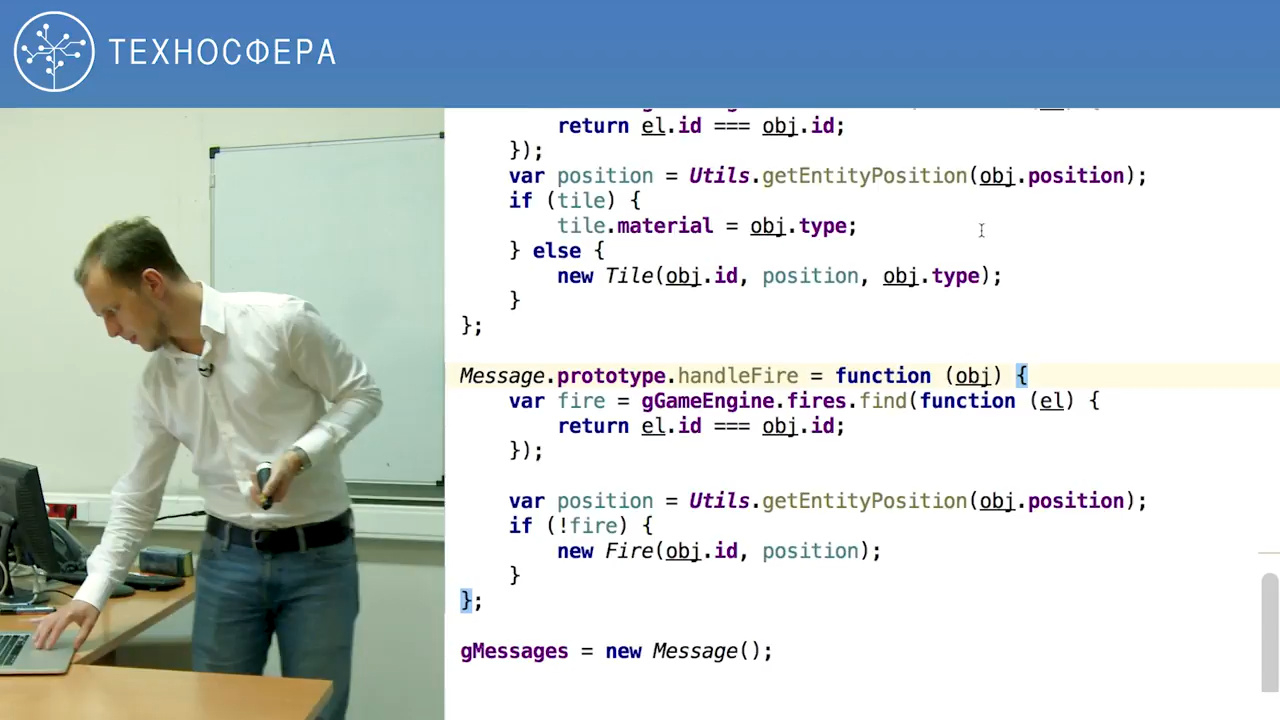 ТЕХНОСФЕРА
return el.id === obj.id;
});
var position = Utils.getEntityPosition(obj.position);
if (tile) {
tile.material = obj.type;
} else {
new Tile(obj.id, position, obj.type);
}
};
Message.prototype.handleFire = function (obj) {
var fire = gGameEngine.fires.find(function (el) {
return el.id === obj.id;
});
var position = Utils.getEntityPosition(obj.position);
if (!fire) {
new Fire(obj.id, position);
}
};
gMessages = new Message();